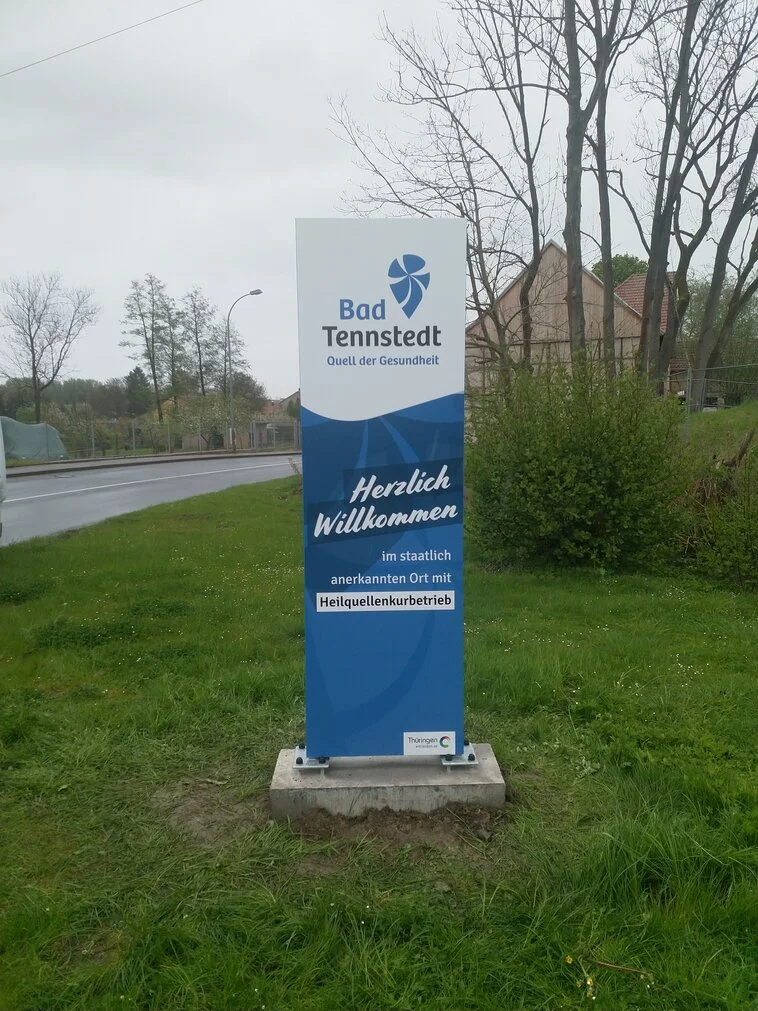 Bad
Tennstedt
Quell der Gesundheit
Herzlich
Willkommen
im staatlich
anerkannten Ort mit
Heilquellenkurbetrieb
Thüringen